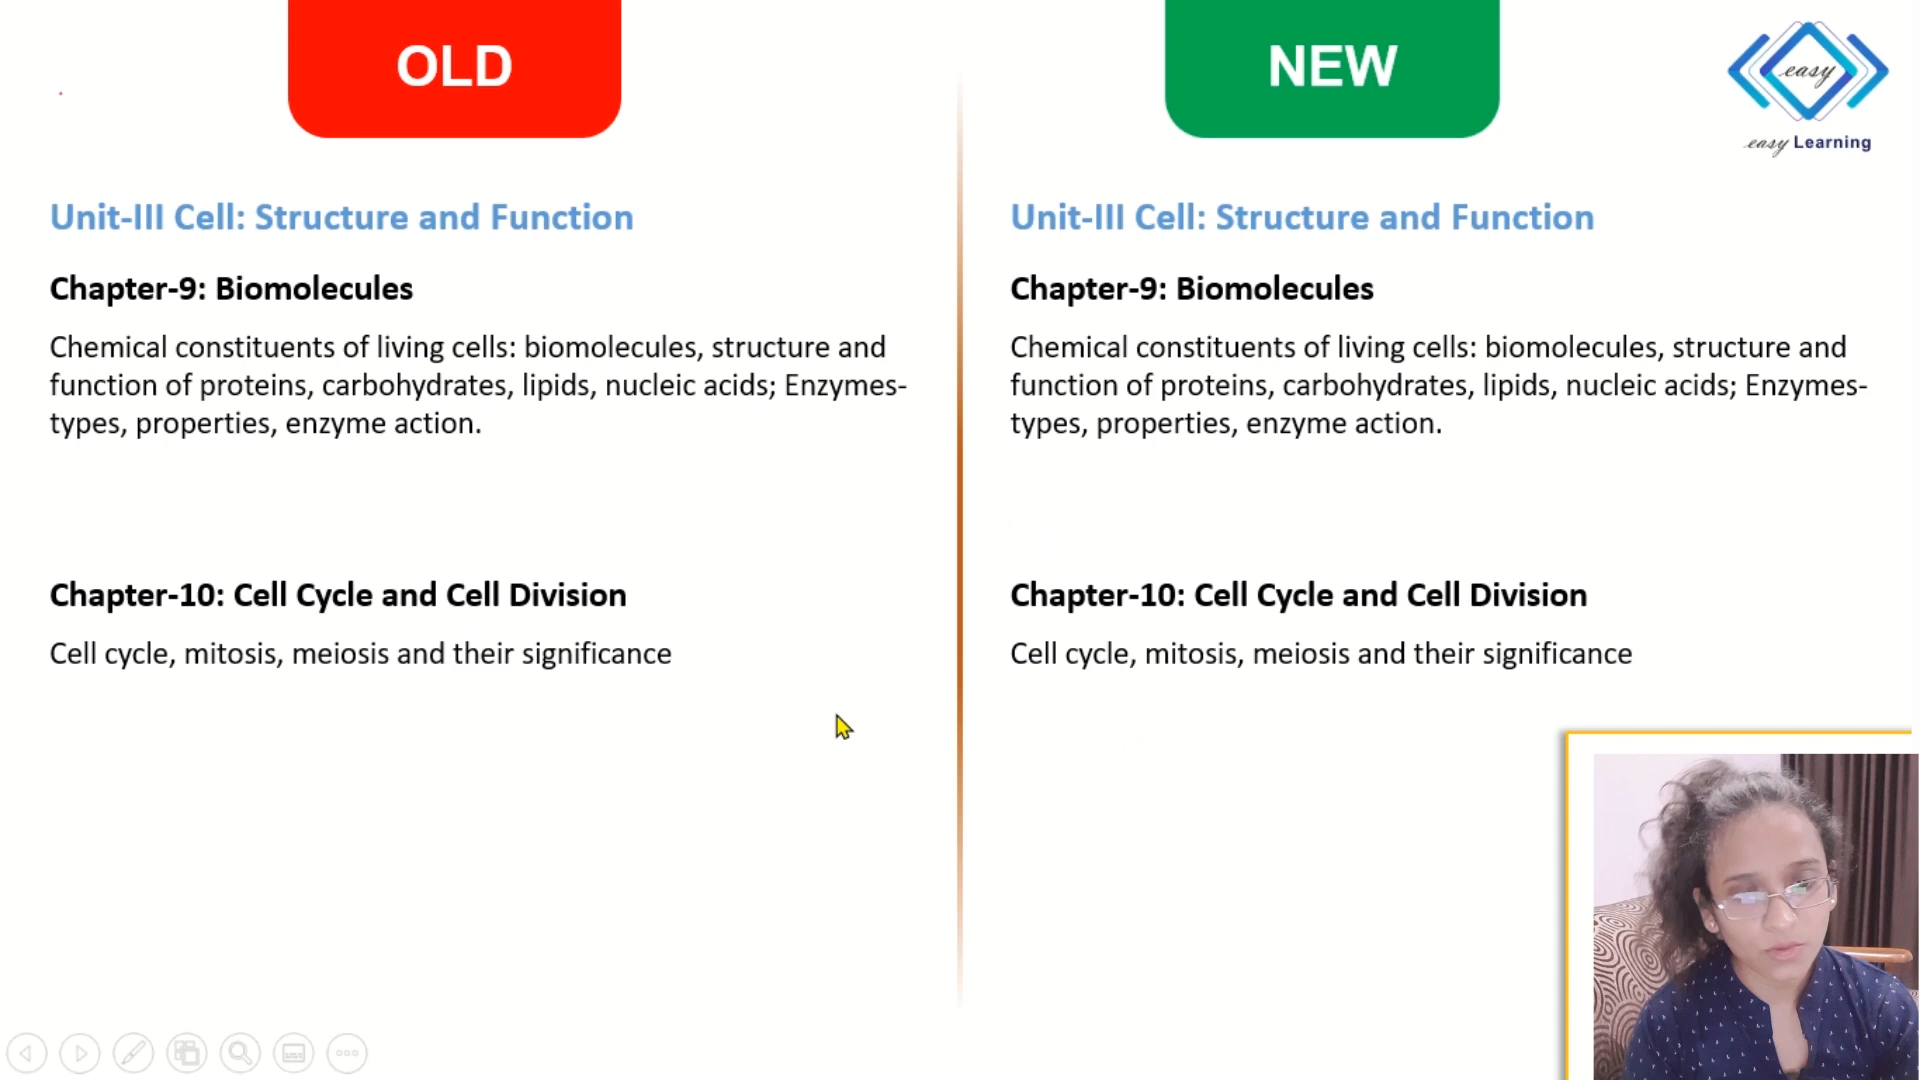 OLD
Unit-III Cell: Structure and Function
Chapter-9: Biomolecules
Chemical constituents of living cells: biomolecules, structure and
function of proteins, carbohydrates, lipids, nucleic acids; Enzymes-
types, properties, enzyme action.
Chapter-10: Cell Cycle and Cell Division
Cell cycle, mitosis, meiosis and their significance
NEW
Unit-III Cell: Structure and Function
Chapter-9: Biomolecules
Chemical constituents of living cells: biomolecules, structure and
function of proteins, carbohydrates, lipids, nucleic acids; Enzymes-
types, properties, enzyme action.
Chapter-10: Cell Cycle and Cell Division
Cell cycle, mitosis, meiosis and their significance
easy
easy Learning